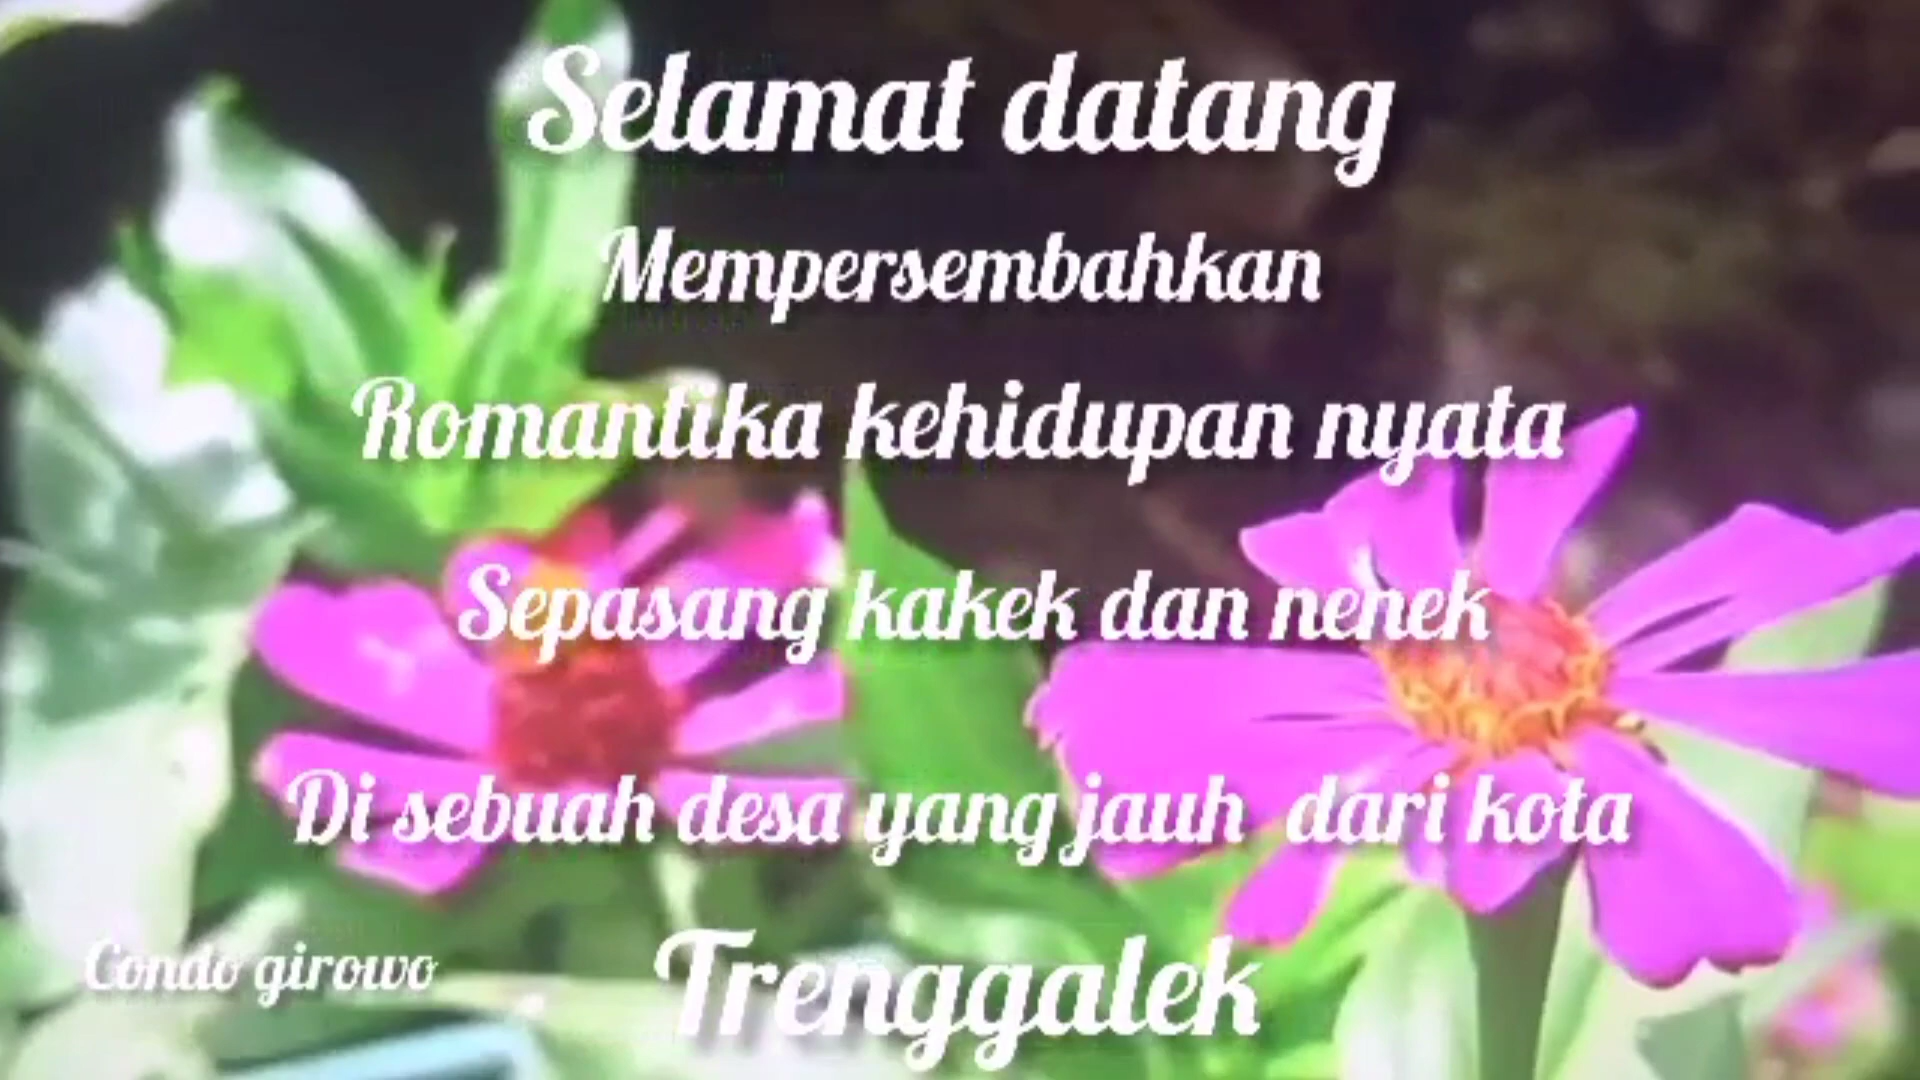 Selamat datang
Mempersembahkan
Romantika kehidupan nyata
Sepasang kakek dan nenek
Di sebuah desa yang jauh dari kota
Condo girowo
Trenggalek